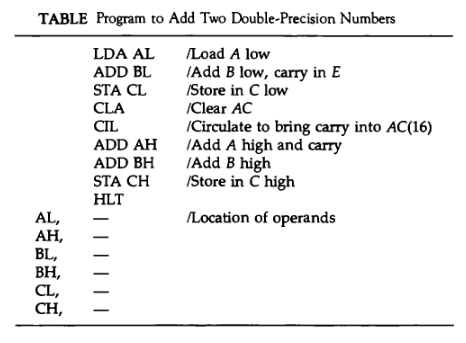 TABLE Program to Add Two Double-Precision Numbers
LDA AL /Load A low
ADD BL /Add B low, carry in E
STA CL /Store in C low
CLA /Clear AC
CIL /Circulate to bring carry into AC(16)
ADD AH /Add A high and carry
ADD BH /Add B high
STA CH /Store in C high
HLT
AL, — /Location of operands
AH, —
BL, —
BH, —
CL, —
CH, —